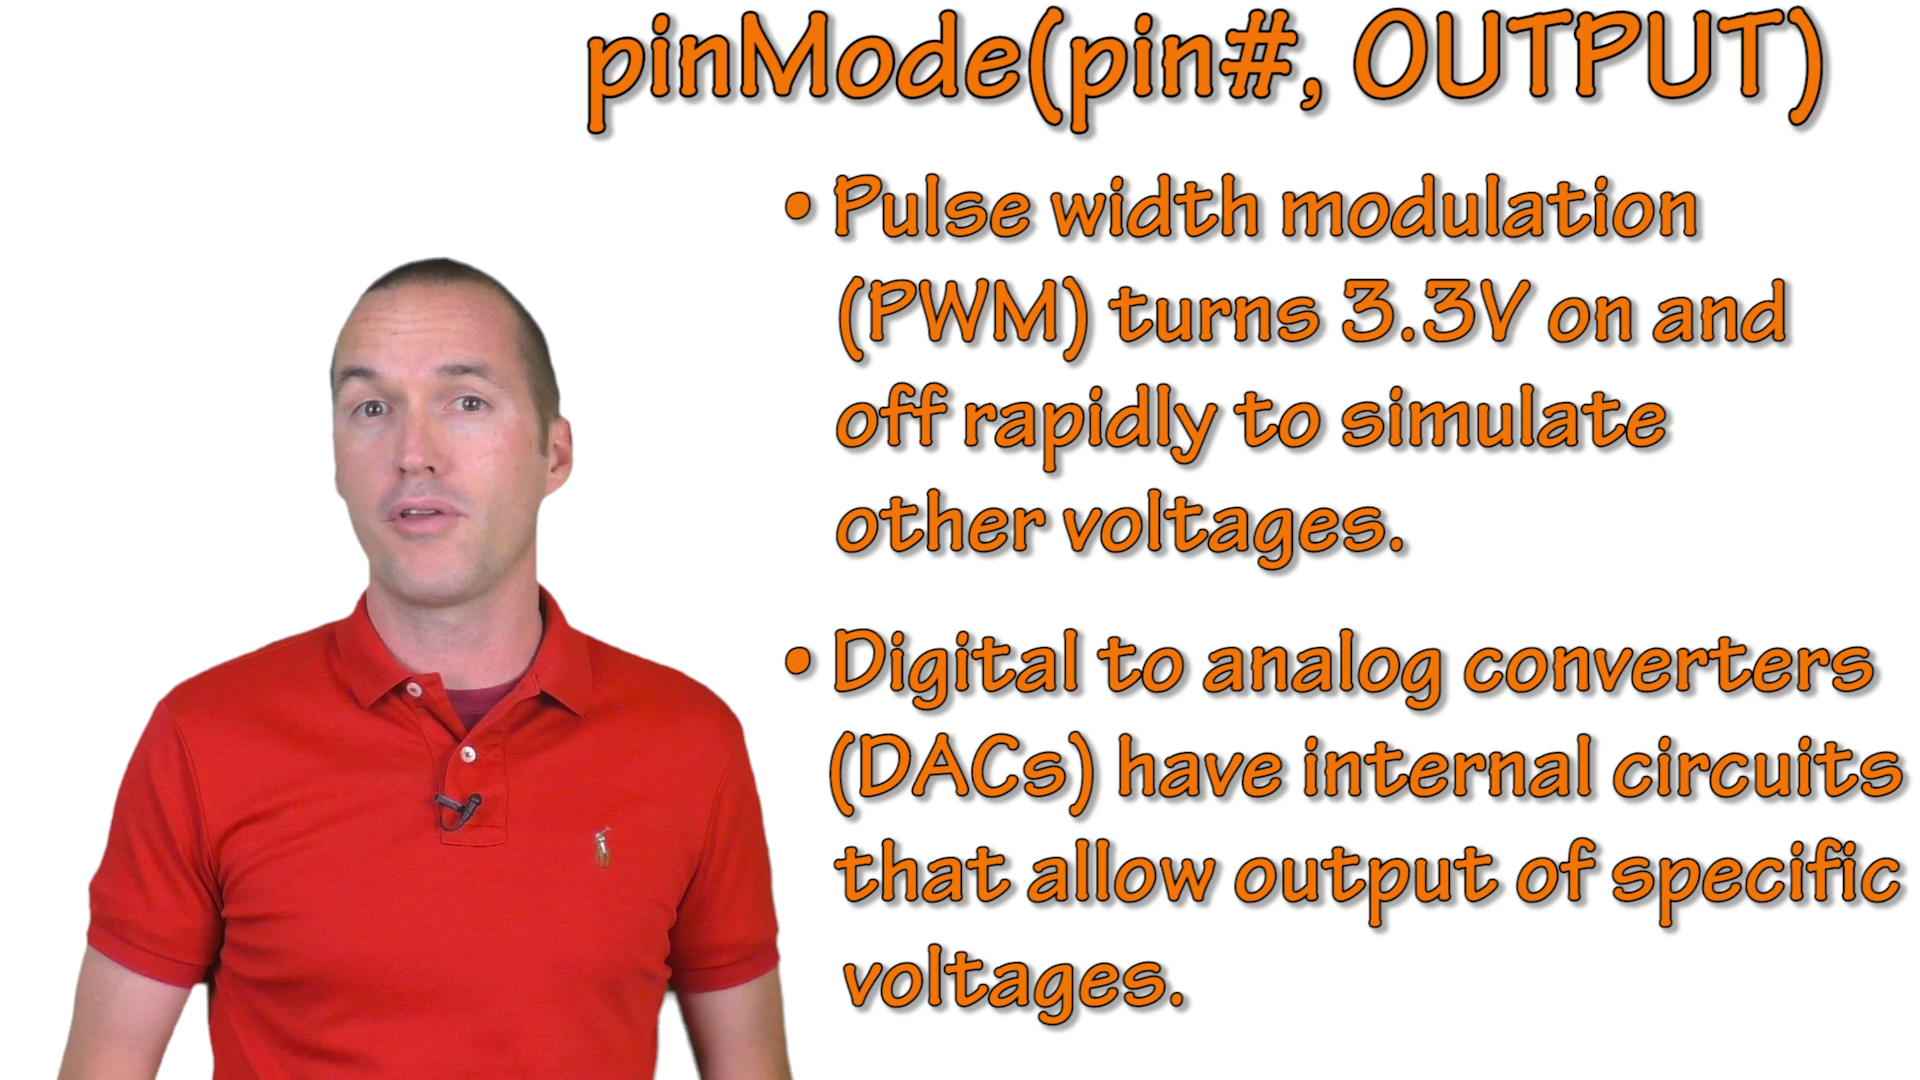 pinMode(pin#, OUTPUT)
• Pulse width modulation
(PWM) turns 3.3V on and
off rapidly to simulate
other voltages.
• Digital to analog converters
(DACs) have internal circuits
that allow output of specific
voltages.